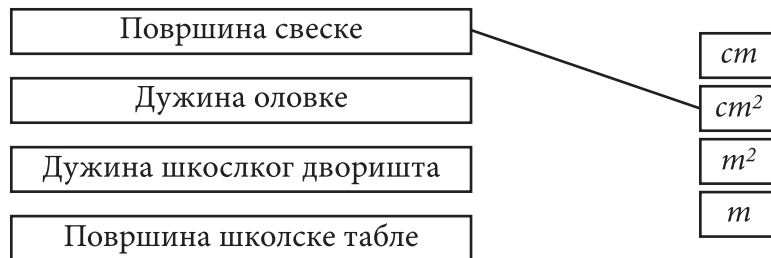 Површина свеске
Дужина оловке
Дужина шкослког дворишта
Површина школске табле
cm
cm²
m²
m